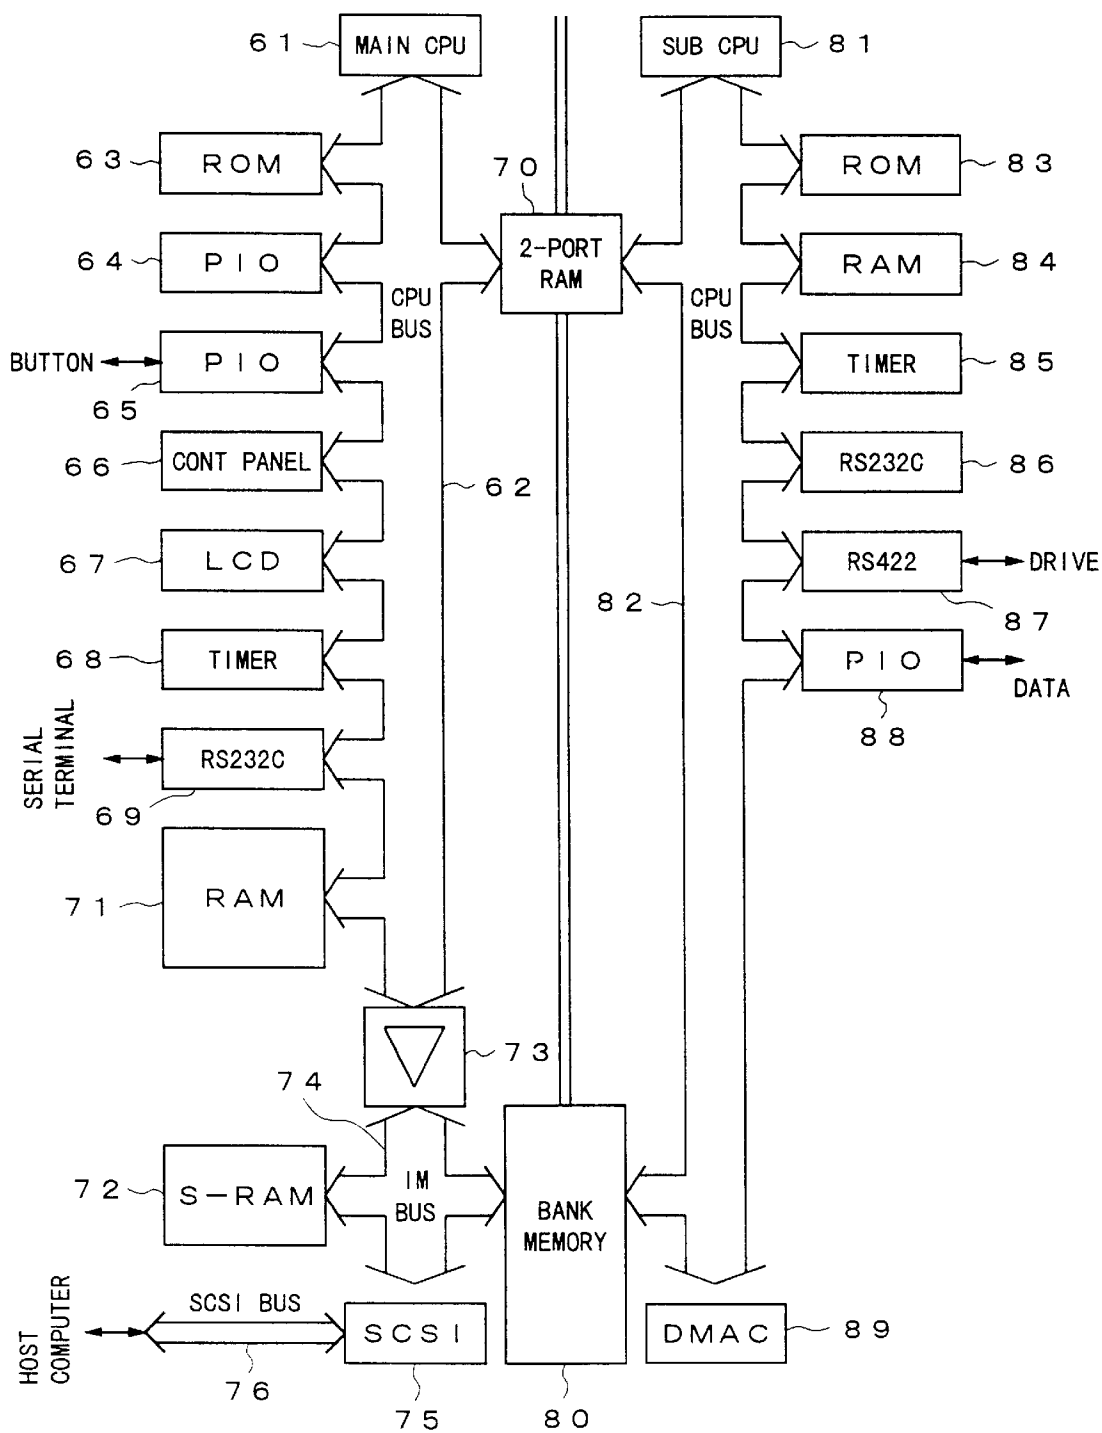 61
MAIN CPU
SUB CPU
81
63
ROM
70
ROM
83
64
PIO
2-PORT
RAM
RAM
84
CPU
BUS
CPU
BUS
BUTTON
PIO
65
TIMER
85
66
CONT PANEL
62
RS232C
86
67
LCD
82
RS422
DRIVE
87
68
TIMER
PIO
DATA
88
SERIAL
TERMINAL
RS232C
69
71
RAM
73
74
72
S-RAM
IM
BUS
BANK
MEMORY
HOST
COMPUTER
SCSI BUS
76
SCSI
75
80
DMAC
89